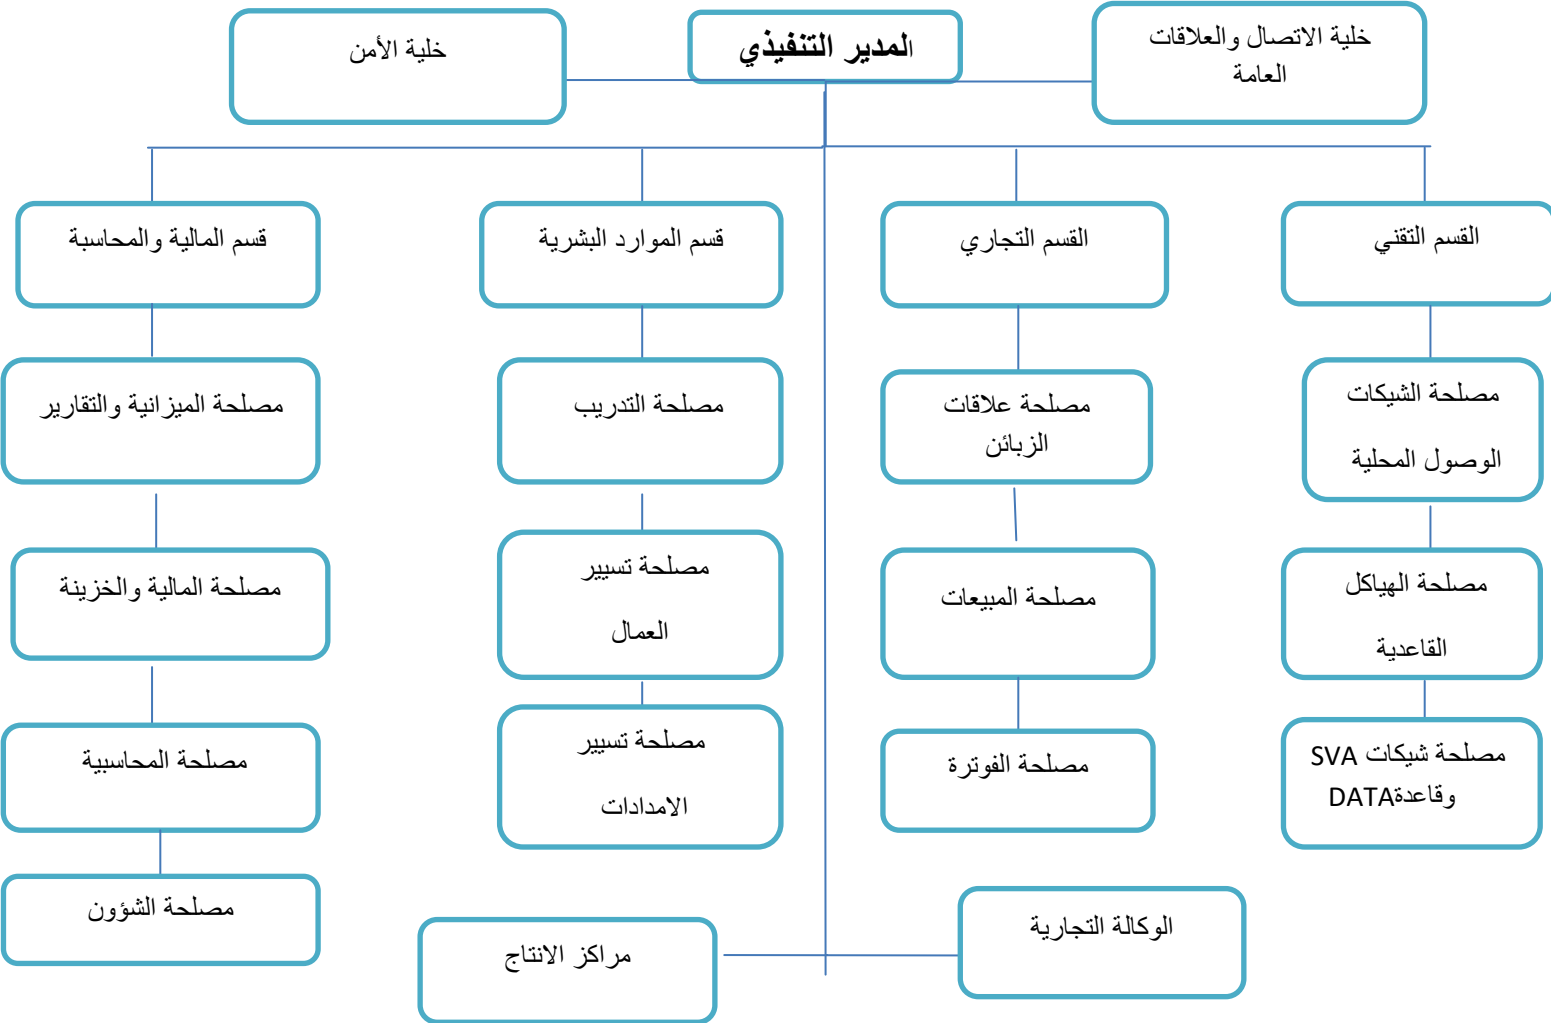 خلية الاتصال والعلاقات
العامة
المدير التنفيذي
خلية الأمن
القسم التقني
القسم التجاري
قسم الموارد البشرية
قسم المالية والمحاسبة
مصلحة الشيكات
الوصول المحلية
مصلحة علاقات
الزبائن
مصلحة التدريب
مصلحة الميزانية والتقارير
مصلحة الهياكل
القاعدية
مصلحة المبيعات
مصلحة تسيير
العمال
مصلحة المالية والخزينة
مصلحة شيكات SVA
وقاعدةDATA
مصلحة الفوترة
مصلحة تسيير
الامدادات
مصلحة المحاسبية
مصلحة الشؤون
الوكالة التجارية
مراكز الانتاج